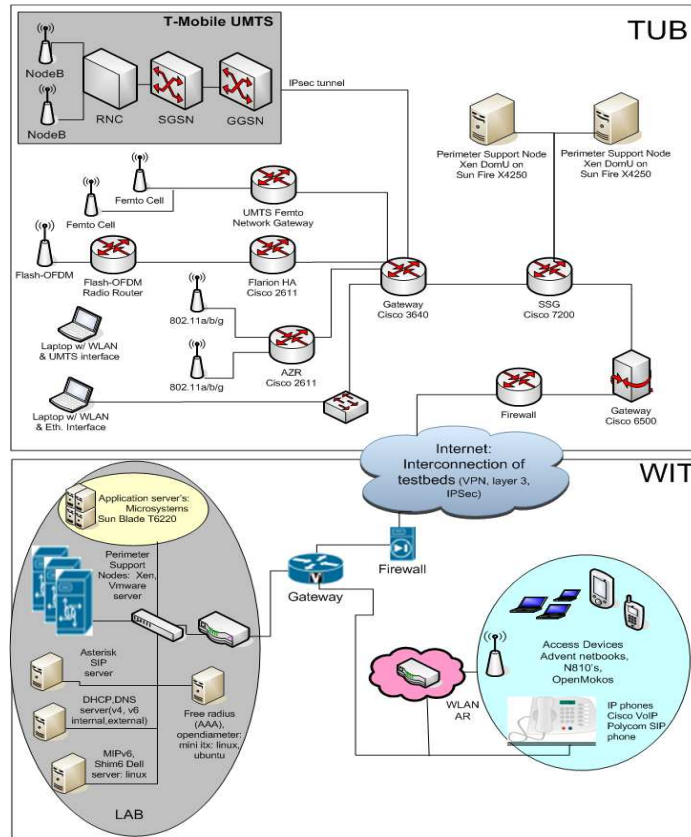 T-Mobile UMTS
TUB
NodeB
NodeB
RNC
SGSN
GGSN
IPsec tunnel
Perimeter Support Node
Xen DomU on
Sun Fire X4250
Perimeter Support Node
Xen DomU on
Sun Fire X4250
Femto Cell
Femto Cell
UMTS Femto
Network Gateway
Flash-OFDM
Flash-OFDM
Radio Router
Flarion HA
Cisco 2611
Gateway
Cisco 3640
SSG
Cisco 7200
802.11a/b/g
802.11a/b/g
AZR
Cisco 2611
Laptop w/ WLAN
& UMTS interface
Laptop w/ WLAN
& Eth. Interface
Firewall
Gateway
Cisco 6500
Internet:
Interconnection of
testbeds (VPN, layer 3,
IPSec)
WIT
Application server's:
Microsystems
Sun Blade T6220
Perimeter
Support
Nodes: Xen,
Vmware
server
Gateway
Firewall
Asterisk
SIP
server
DHCP,DNS
server(v4, v6
internal,external)
MIPv6,
Shim6 Dell
server: linux
Free radius
(AAA),
opendiameter:
mini itx: linux,
ubuntu
LAB
WLAN
AR
Access Devices
Advent netbooks,
N810's,
OpenMokos
IP phones
Cisco VoIP
Polycom SIP
phone